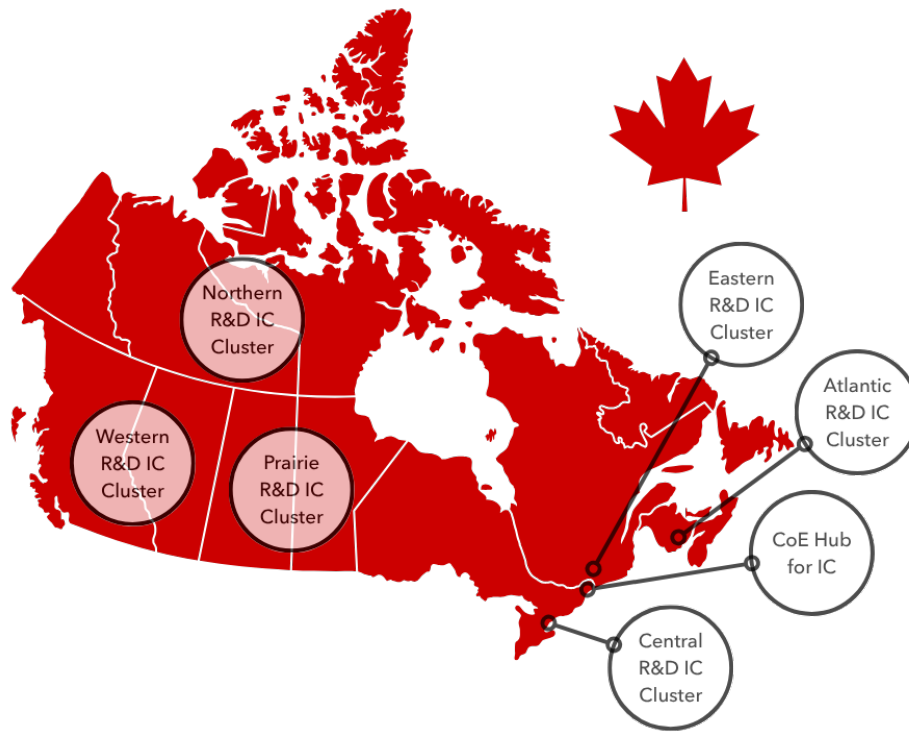 Northern
R&D IC
Cluster
Eastern
R&D IC
Cluster
Atlantic
R&D IC
Cluster
Western
R&D IC
Cluster
Prairie
R&D IC
Cluster
CoE Hub
for IC
Central
R&D IC
Cluster